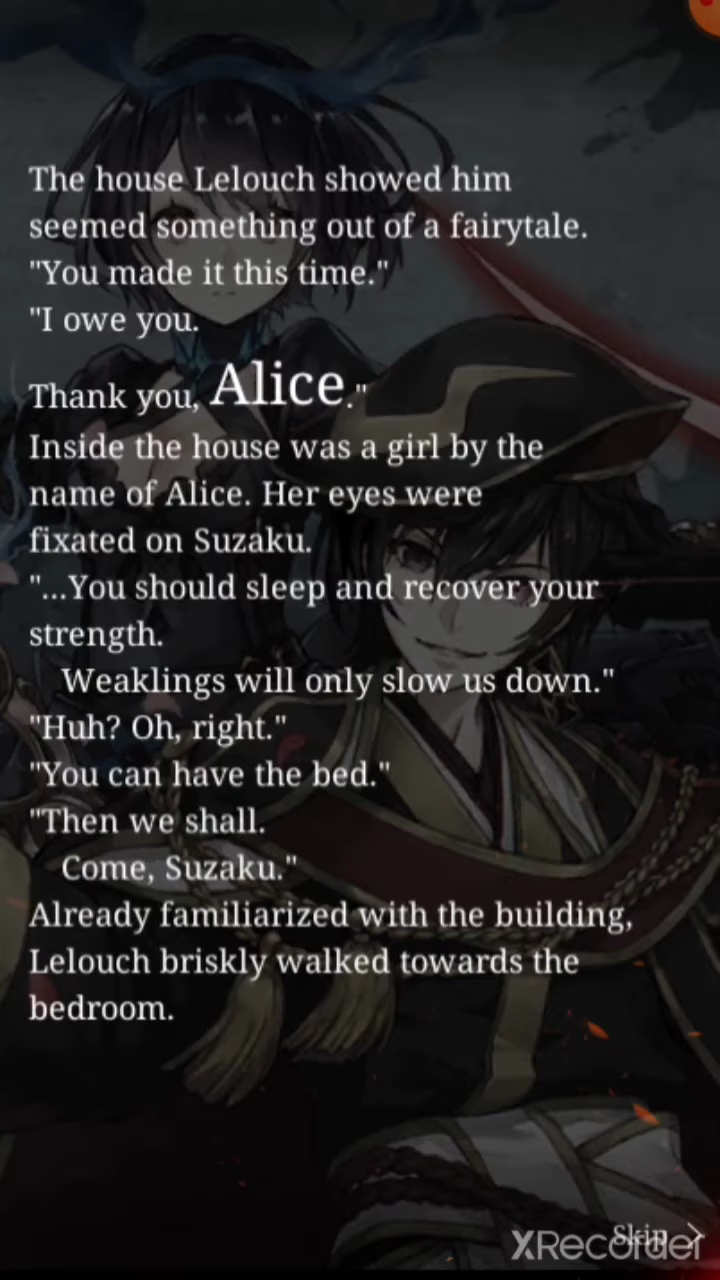 The house Lelouch showed him
seemed something out of a fairytale.
"You made it this time."
"I owe you.
Thank you, Alice."
Inside the house was a girl by the
name of Alice. Her eyes were
fixated on Suzaku.
"...You should sleep and recover your
strength.
Weaklings will only slow us down."
"Huh? Oh, right."
"You can have the bed."
"Then we shall.
Come, Suzaku."
Already familiarized with the building,
Lelouch briskly walked towards the
bedroom.
Skip >
XRecorder